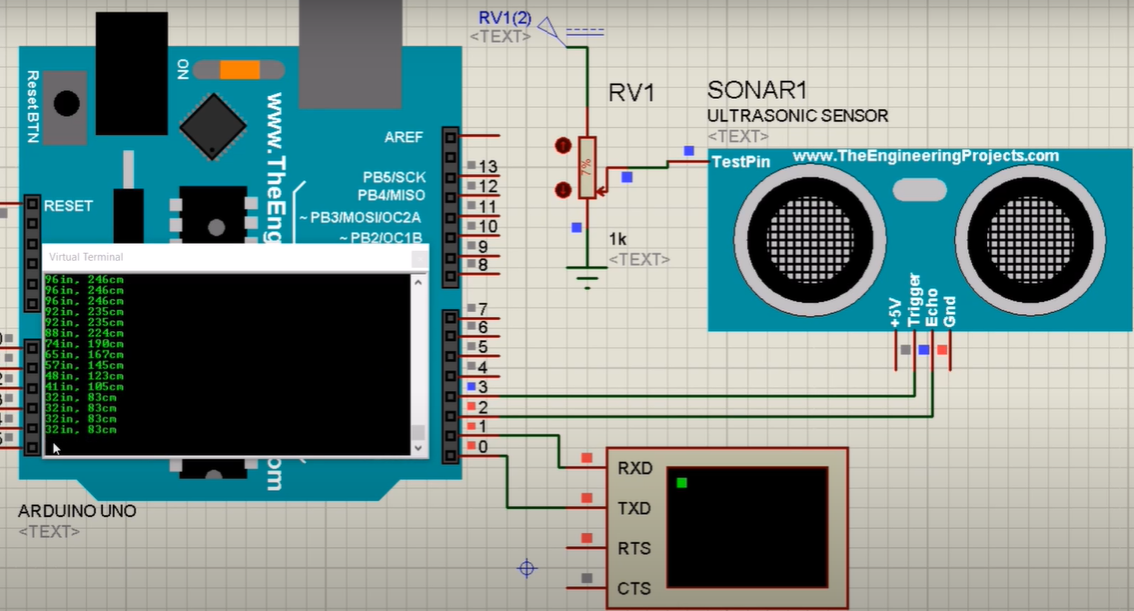 RV1(2)
<TEXT>
RV1
7%
1k
<TEXT>
SONAR1
ULTRASONIC SENSOR
<TEXT>
TestPin
www.TheEngineeringProjects.com
+5V
Trigger
Echo
Gnd
Reset BTN
ON
www.TheEng
om
AREF
RESET
PB5/SCK
PB4/MISO
~ PB3/MOSI/OC2A
~ PB2/OC1B
13
12
11
10
9
8
7
6
5
4
3
2
1
0
Virtual Terminal
96in, 246cm
96in, 246cm
96in, 246cm
92in, 235cm
92in, 235cm
88in, 224cm
74in, 190cm
65in, 167cm
57in, 145cm
48in, 123cm
41in, 105cm
32in, 83cm
32in, 83cm
32in, 83cm
32in, 83cm
ARDUINO UNO
<TEXT>
RXD
TXD
RTS
CTS